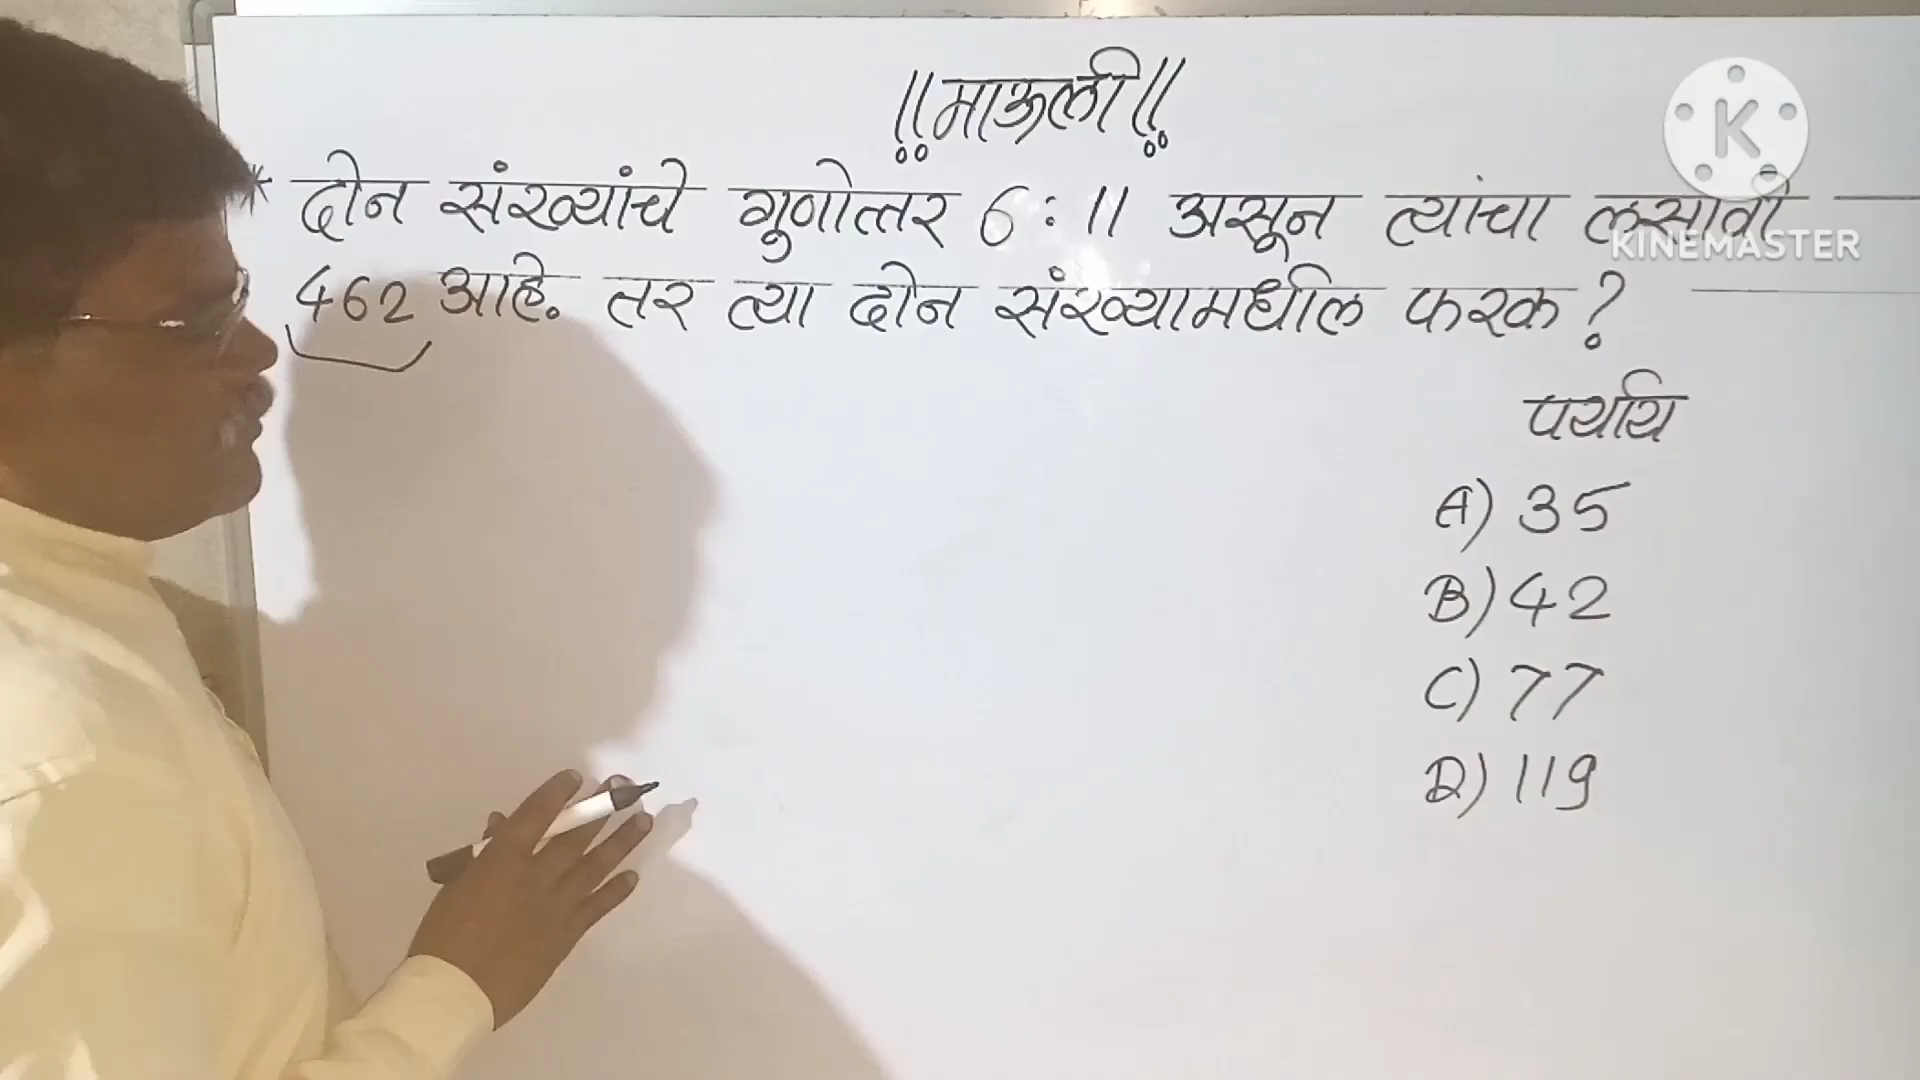 ||माऊली||
* दोन संख्यांचे गुणोत्तर 6:11 असून त्यांचा लसावी
462 आहे. तर त्या दोन संख्यामधील फरक ?
पर्याय
A) 35
B) 42
C) 77
D) 119
K
KINEMASTER